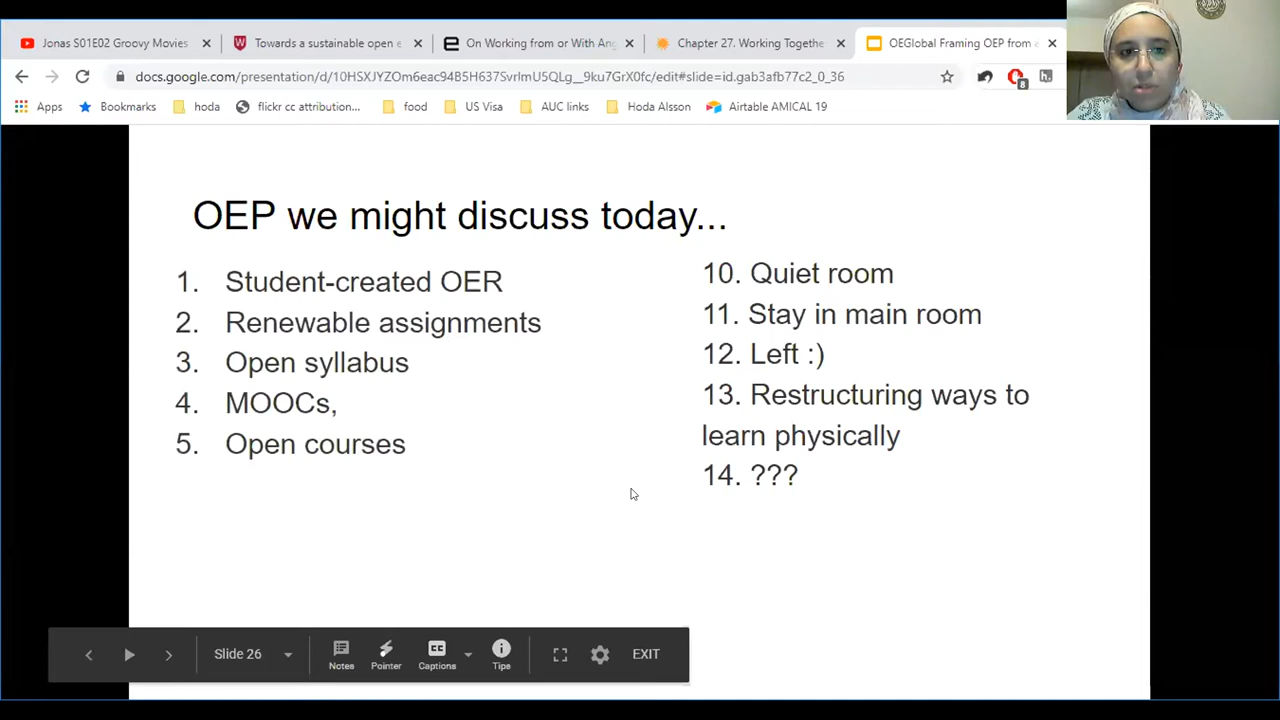 Jonas S01E02 Groovy Movies
Towards a sustainable open e
On Working from or With Ang
Chapter 27. Working Togethe
OEGlobal Framing OEP from a
docs.google.com/presentation/d/10HSXJYZOm6eac94B5H637SvrImU5QLg__9ku7GrX0fc/edit#slide=id.gab3afb77c2_0_36
8
Apps
Bookmarks
hoda
flickr cc attribution...
food
US Visa
AUC links
Hoda Alsson
Airtable AMICAL 19
OEP we might discuss today...
1. Student-created OER
2. Renewable assignments
3. Open syllabus
4. MOOCs,
5. Open courses
10. Quiet room
11. Stay in main room
12. Left :)
13. Restructuring ways to
learn physically
14. ???
Slide 26
Notes
Pointer
CC
Captions
Tips
EXIT